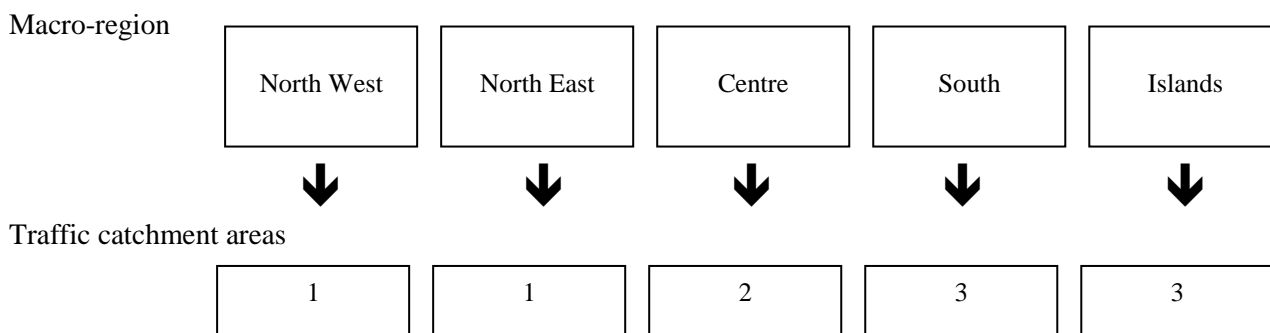 Macro-region
North West North East Centre South Islands
Traffic catchment areas
1 1 2 3 3